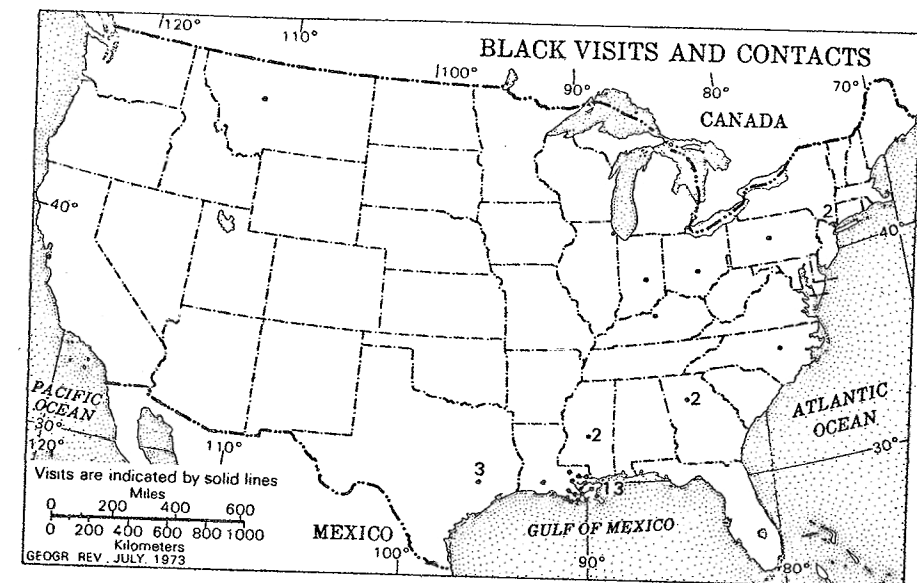 120° 110°
BLACK VISITS AND CONTACTS
100° 90° 80° 70°
CANADA
40°
2
40
PACIFIC
OCEAN
30°
120°
110°
2
2
ATLANTIC
OCEAN
30°
3
13
Visits are indicated by solid lines
Miles
0 200 400 600
0 200 400 600 800 1000
Kilometers
GEOGR REV. JULY. 1973
MEXICO
GULF OF MEXICO
100° 90° 80°